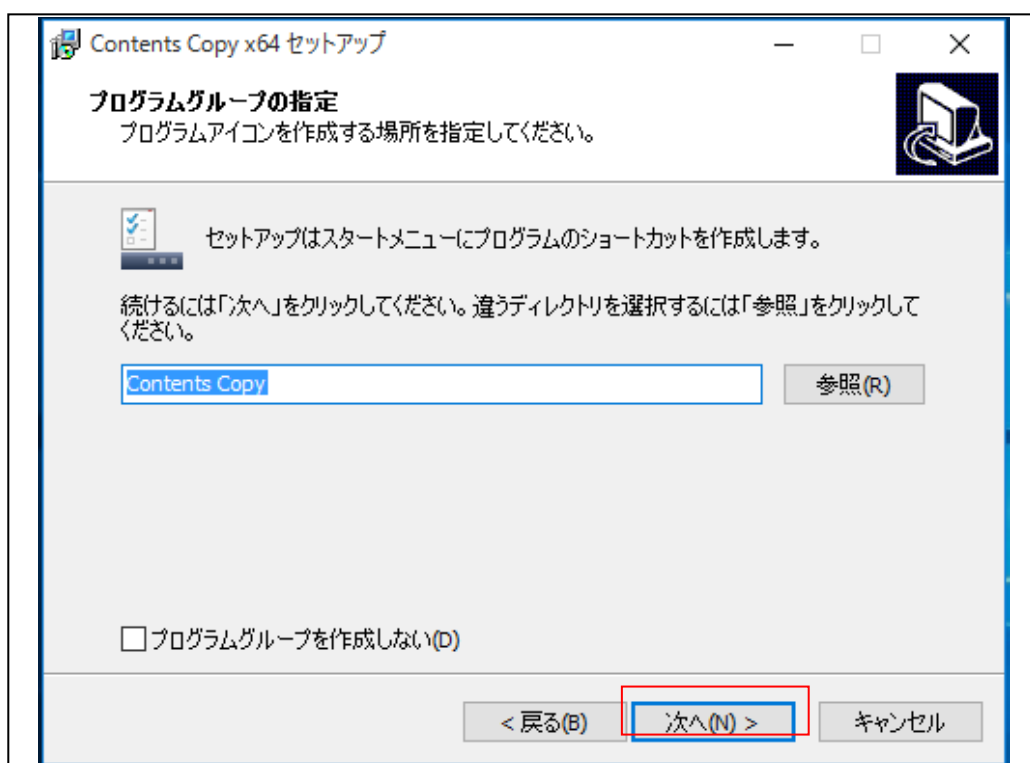 Contents Copy x64 セットアップ
プログラムグループの指定
プログラムアイコンを作成する場所を指定してください。
セットアップはスタートメニューにプログラムのショートカットを作成します。
続けるには「次へ」をクリックしてください。違うディレクトリを選択するには「参照」をクリックして
ください。
Contents Copy
参照(R)
プログラムグループを作成しない(D)
< 戻る(B)
次へ(N) >
キャンセル